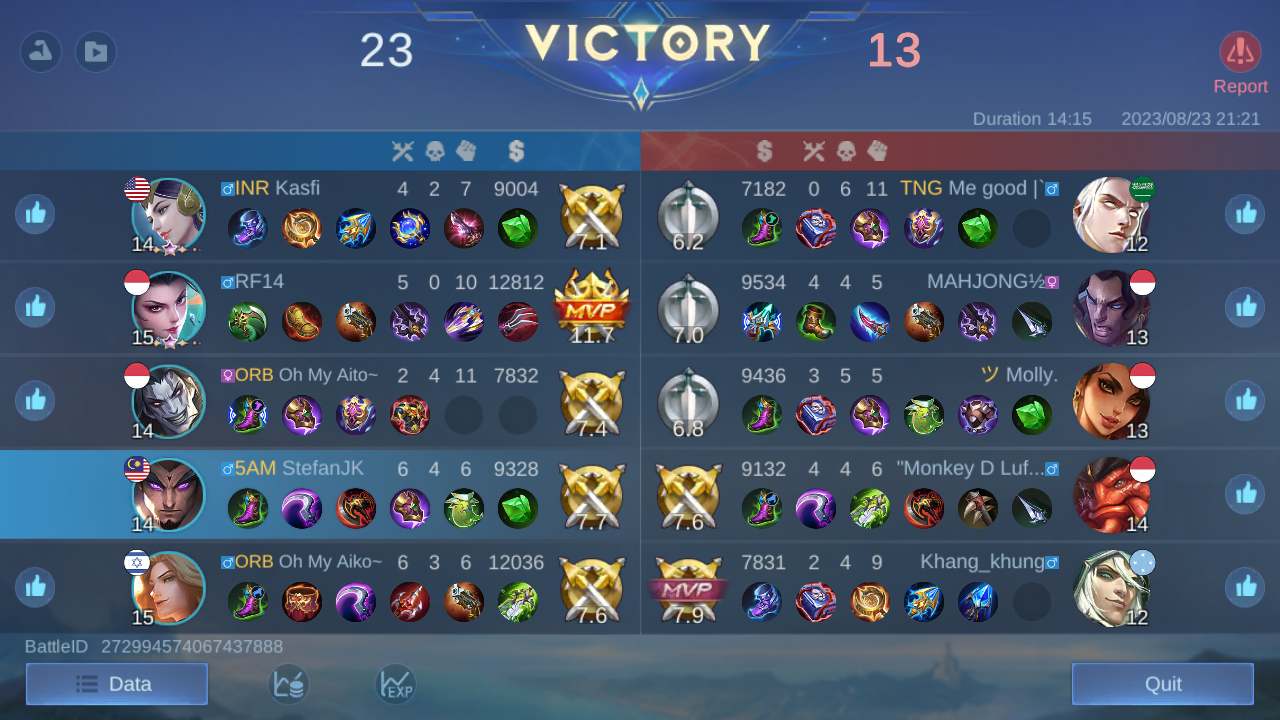 23 VICTORY 13
Report
Duration 14:15 2023/08/23 21:21
INR Kasfi 4 2 7 9004
14 7.1
7182 0 6 11 TNG Me good |`
6.2 12
RF14 5 0 10 12812
15 MVP 11.7
9534 4 4 5 MAHJONG½
7.0 13
ORB Oh My Aito~ 2 4 11 7832
14 7.4
9436 3 5 5 ツ Molly.
6.8 13
5AM StefanJK 6 4 6 9328
14 7.7
9132 4 4 6 "Monkey D Luf...
7.6 14
ORB Oh My Aiko~ 6 3 6 12036
15 7.6
7831 2 4 9 Khang_khung
MVP 7.9 12
BattleID 272994574067437888
Data EXP Quit